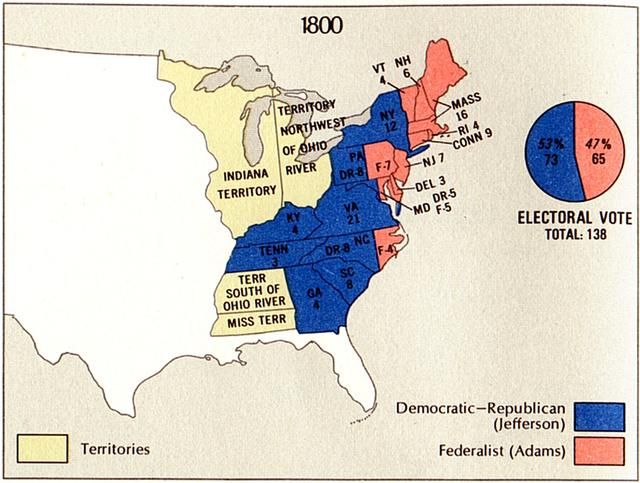 1800
VT
4
NH
6
MASS
16
RI 4
CONN 9
NY
12
TERRITORY
NORTHWEST
OF OHIO
RIVER
INDIANA
TERRITORY
PA
DR-8
F-7
NJ 7
DEL 3
MD DR-5
F-5
VA
21
KY
4
TENN
3
DR-8 NC
F-4
SC
8
GA
4
TERR
SOUTH OF
OHIO RIVER
MISS TERR
53%
73
47%
65
ELECTORAL VOTE
TOTAL: 138
Democratic–Republican
(Jefferson)
Federalist (Adams)
Territories